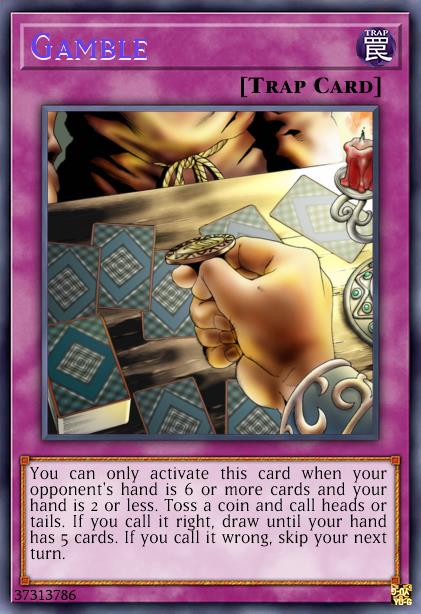 GAMBLE
TRAP
罠
[TRAP CARD]
You can only activate this card when your
opponent's hand is 6 or more cards and your
hand is 2 or less. Toss a coin and call heads or
tails. If you call it right, draw until your hand
has 5 cards. If you call it wrong, skip your next
turn.
37313786